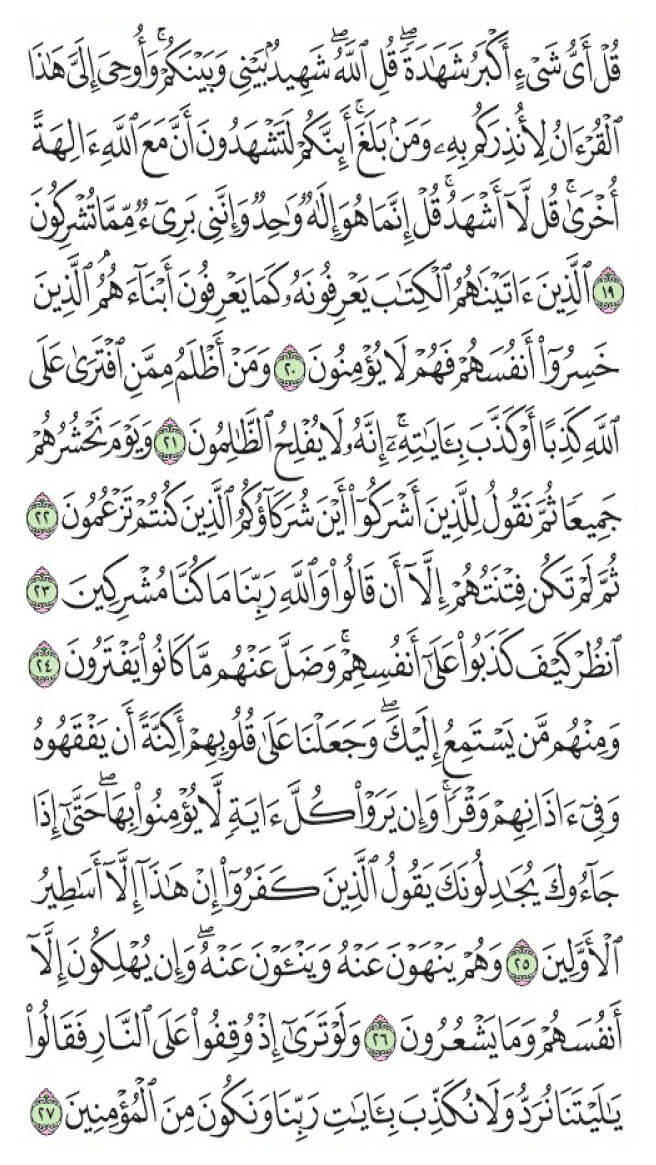 قُلْ أَىُّ شَىْءٍ أَكْبَرُ شَهَٰدَةًۖ قُلِ ٱللَّهُۖ شَهِيدُۢ بَيْنِى وَبَيْنَكُمْۚ وَأُوحِىَ إِلَىَّ هَٰذَا
ٱلْقُرْءَانُ لِأُنذِرَكُم بِهِۦ وَمَنۢ بَلَغَۚ أَئِنَّكُمْ لَتَشْهَدُونَ أَنَّ مَعَ ٱللَّهِ ءَالِهَةً
أُخْرَىٰۚ قُل لَّآ أَشْهَدُۚ قُلْ إِنَّمَا هُوَ إِلَٰهٌ وَٰحِدٌ وَإِنَّنِى بَرِىٓءٌ مِّمَّا تُشْرِكُونَ
١٩ ٱلَّذِينَ ءَاتَيْنَٰهُمُ ٱلْكِتَٰبَ يَعْرِفُونَهُۥ كَمَا يَعْرِفُونَ أَبْنَآءَهُمُۘ ٱلَّذِينَ
خَسِرُوٓا۟ أَنفُسَهُمْ فَهُمْ لَا يُؤْمِنُونَ ٢٠ وَمَنْ أَظْلَمُ مِمَّنِ ٱفْتَرَىٰ عَلَى
ٱللَّهِ كَذِبًا أَوْ كَذَّبَ بِـَٔايَٰتِهِۦٓۚ إِنَّهُۥ لَا يُفْلِحُ ٱلظَّٰلِمُونَ ٢١ وَيَوْمَ نَحْشُرُهُمْ
جَمِيعًا ثُمَّ نَقُولُ لِلَّذِينَ أَشْرَكُوٓا۟ أَيْنَ شُرَكَآؤُكُمُ ٱلَّذِينَ كُنتُمْ تَزْعُمُونَ ٢٢
ثُمَّ لَمْ تَكُن فِتْنَتُهُمْ إِلَّآ أَن قَالُوا۟ وَٱللَّهِ رَبِّنَا مَا كُنَّا مُشْرِكِينَ ٢٣
ٱنظُرْ كَيْفَ كَذَبُوا۟ عَلَىٰٓ أَنفُسِهِمْۚ وَضَلَّ عَنْهُم مَّا كَانُوا۟ يَفْتَرُونَ ٢٤
وَمِنْهُم مَّن يَسْتَمِعُ إِلَيْكَۖ وَجَعَلْنَا عَلَىٰ قُلُوبِهِمْ أَكِنَّةً أَن يَفْقَهُوهُ
وَفِىٓ ءَاذَانِهِمْ وَقْرًاۚ وَإِن يَرَوْا۟ كُلَّ ءَايَةٍ لَّا يُؤْمِنُوا۟ بِهَاۖ حَتَّىٰٓ إِذَا
جَآءُوكَ يُجَٰدِلُونَكَ يَقُولُ ٱلَّذِينَ كَفَرُوٓا۟ إِنْ هَٰذَآ إِلَّآ أَسَٰطِيرُ
ٱلْأَوَّلِينَ ٢٥ وَهُمْ يَنْهَوْنَ عَنْهُ وَيَنْـَٔوْنَ عَنْهُۖ وَإِن يُهْلِكُونَ إِلَّآ
أَنفُسَهُمْ وَمَا يَشْعُرُونَ ٢٦ وَلَوْ تَرَىٰٓ إِذْ وُقِفُوا۟ عَلَى ٱلنَّارِ فَقَالُوا۟
يَٰلَيْتَنَا نُرَدُّ وَلَا نُكَذِّبَ بِـَٔايَٰتِ رَبِّنَا وَنَكُونَ مِنَ ٱلْمُؤْمِنِينَ ٢٧